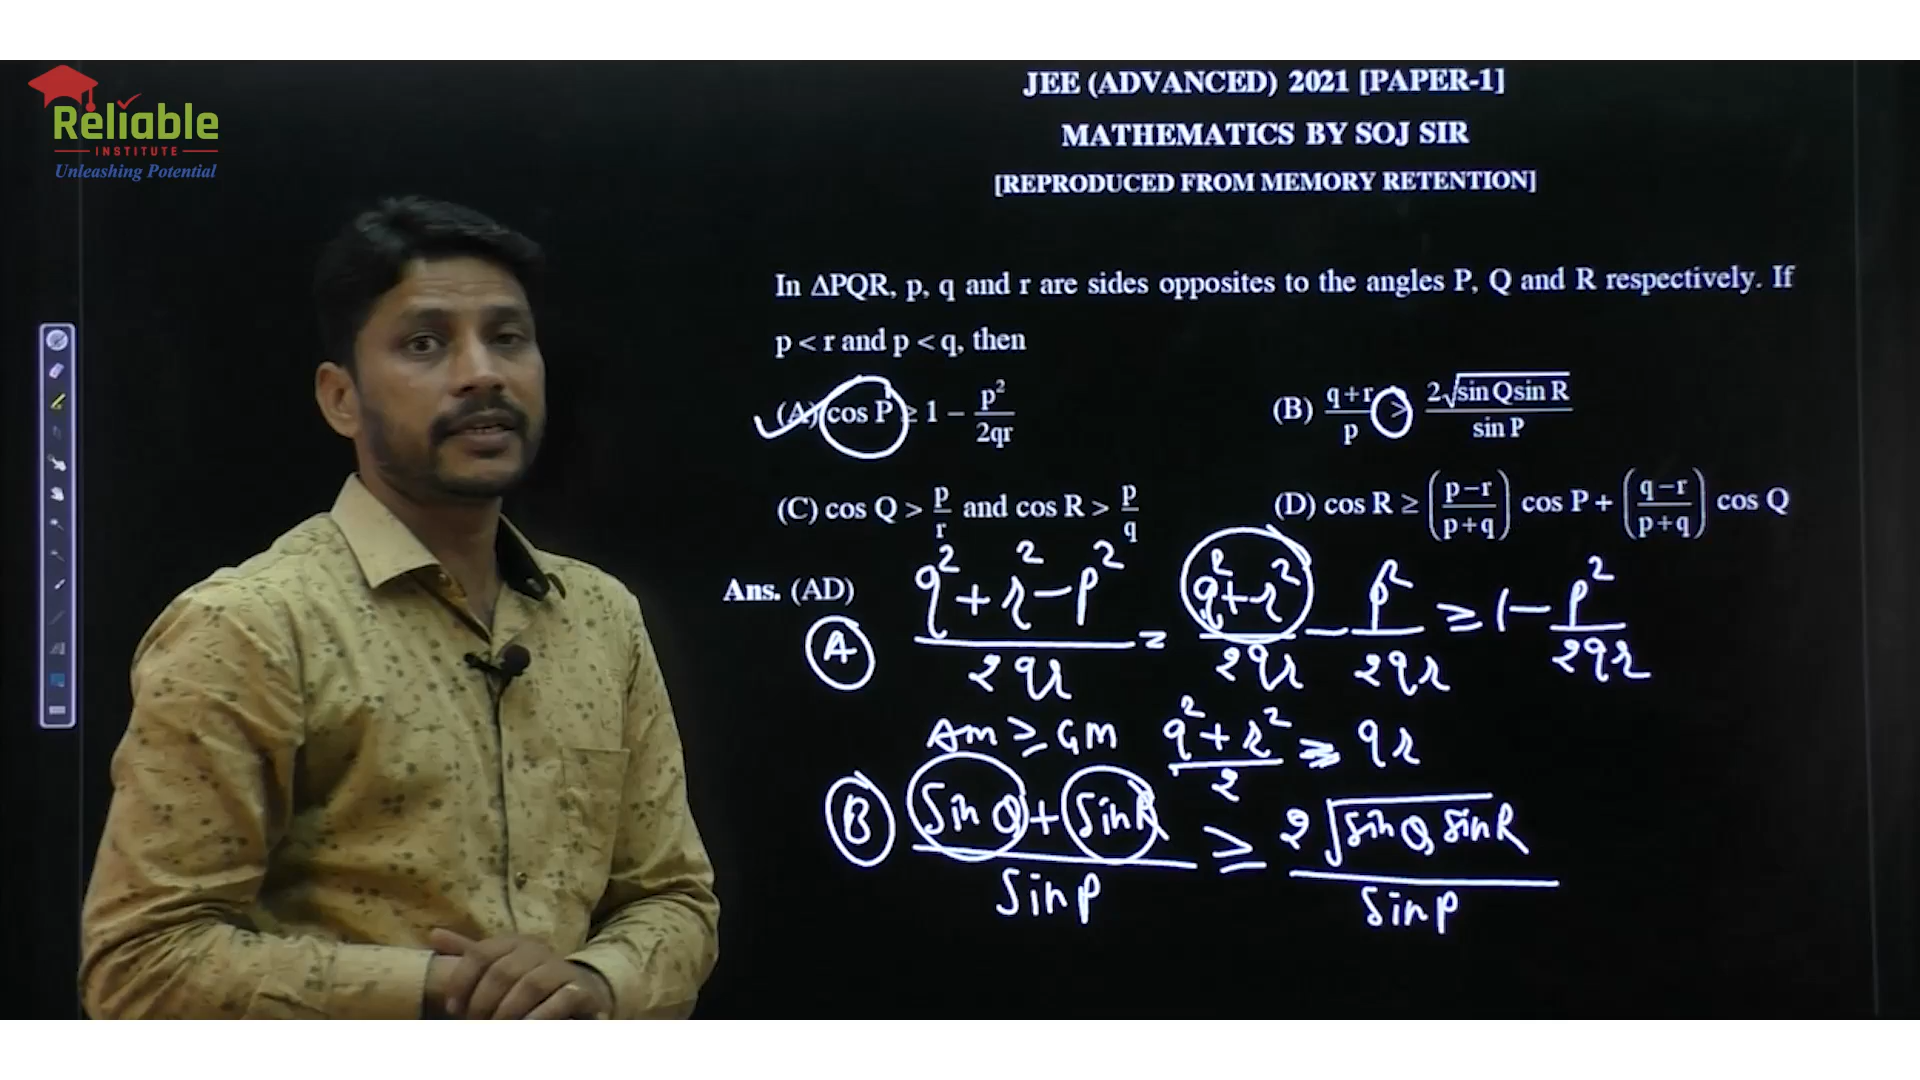 Reliable
INSTITUTE
Unleashing Potential
JEE (ADVANCED) 2021 [PAPER-1]
MATHEMATICS BY SOJ SIR
[REPRODUCED FROM MEMORY RETENTION]
In ΔPQR, p, q and r are sides opposites to the angles P, Q and R respectively. If
p < r and p < q, then
(A) cos P ≥ 1 − p²/2qr (B) (q+r)/p > 2√(sin Q sin R)/sin P
(C) cos Q > p/r and cos R > p/q (D) cos R ≥ ((p−r)/(p+q)) cos P + ((q−r)/(p+q)) cos Q
Ans. (AD)
A (q² + r² − p²)/2qr = (q² + r²)/2qr − p²/2qr ≥ 1 − p²/2qr
Am ≥ GM (q² + r²)/2 ≥ qr
B (sin Q + sin R)/sin P ≥ 2√(sin Q sin R)/sin P